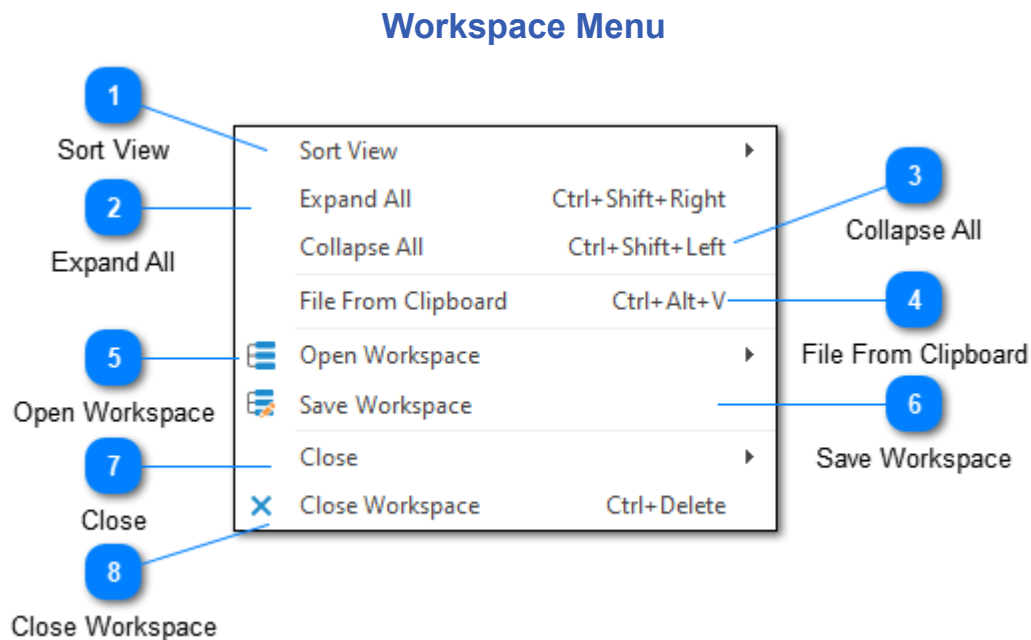 Workspace Menu
1
Sort View
2
Expand All
Sort View
Expand All Ctrl+Shift+Right
Collapse All Ctrl+Shift+Left
File From Clipboard Ctrl+Alt+V
Open Workspace
Save Workspace
Close
Close Workspace Ctrl+Delete
3
Collapse All
4
File From Clipboard
5
Open Workspace
6
Save Workspace
7
Close
8
Close Workspace